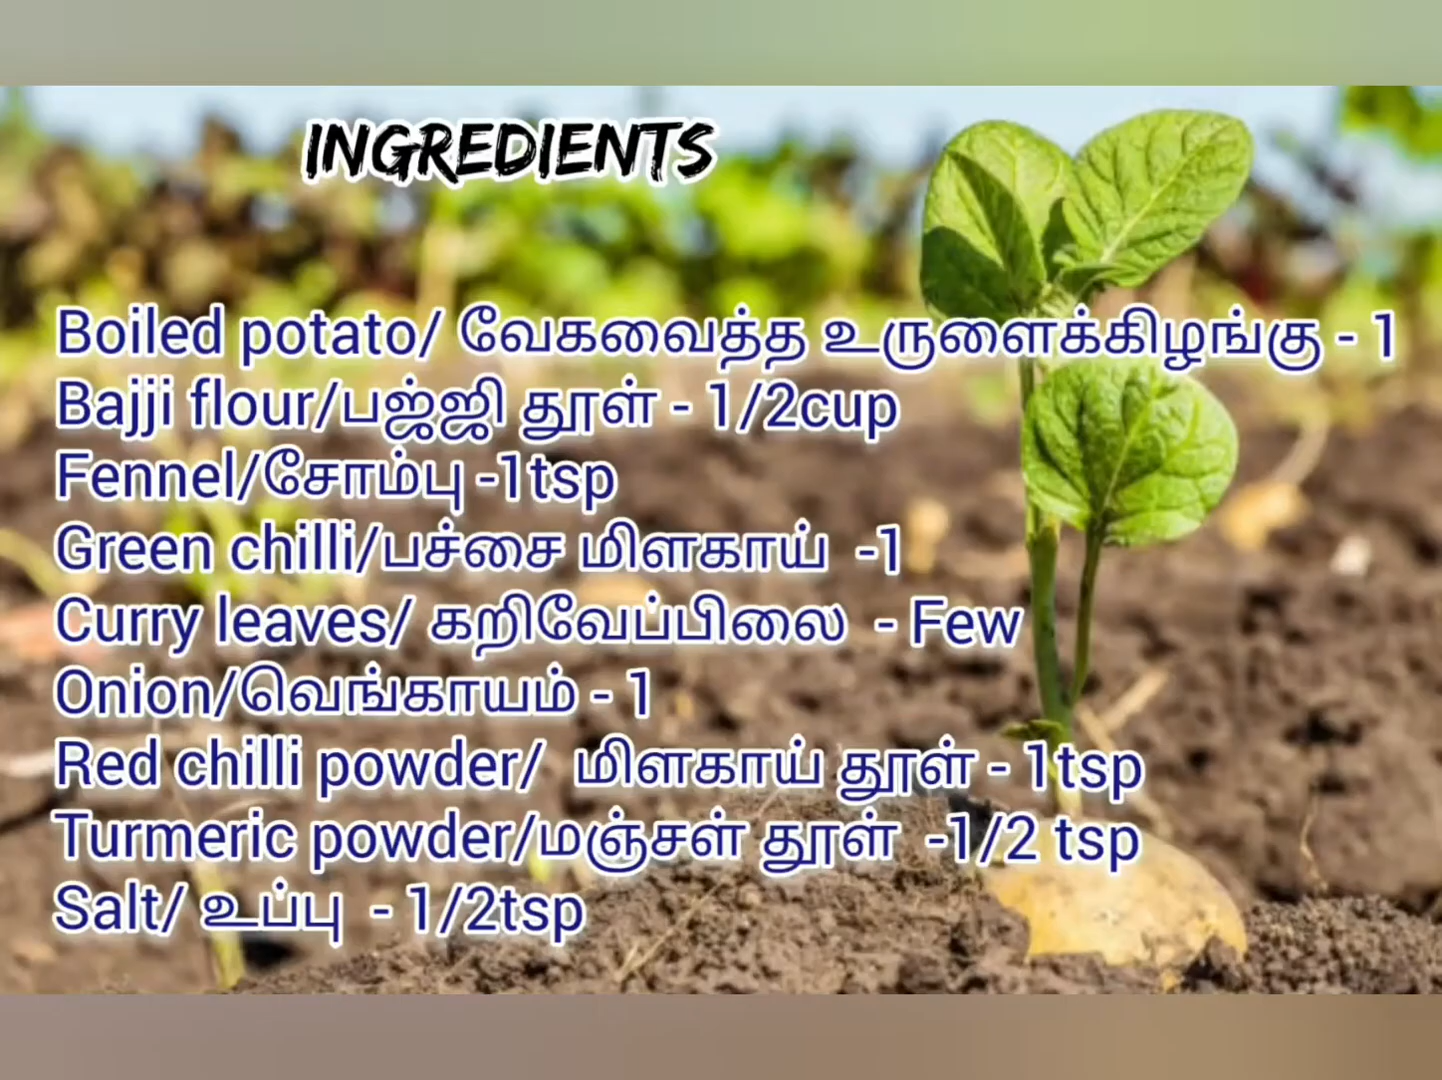 INGREDIENTS
Boiled potato/ வேகவைத்த உருளைக்கிழங்கு - 1
Bajji flour/பஜ்ஜி தூள் - 1/2cup
Fennel/சோம்பு -1tsp
Green chilli/பச்சை மிளகாய்  -1
Curry leaves/ கறிவேப்பிலை  - Few
Onion/வெங்காயம் - 1
Red chilli powder/  மிளகாய் தூள் - 1tsp
Turmeric powder/மஞ்சள் தூள்  -1/2 tsp
Salt/ உப்பு  - 1/2tsp